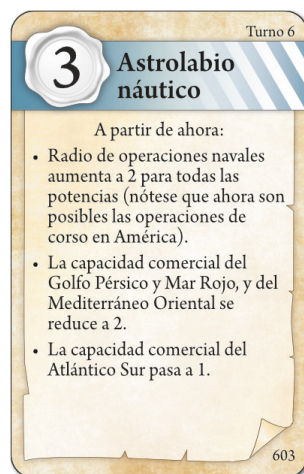 Turno 6
3
Astrolabio
náutico
A partir de ahora:
• Radio de operaciones navales
aumenta a 2 para todas las
potencias (nótese que ahora son
posibles las operaciones de
corso en América).
• La capacidad comercial del
Golfo Pérsico y Mar Rojo, y del
Mediterráneo Oriental se
reduce a 2.
• La capacidad comercial del
Atlántico Sur pasa a 1.
603